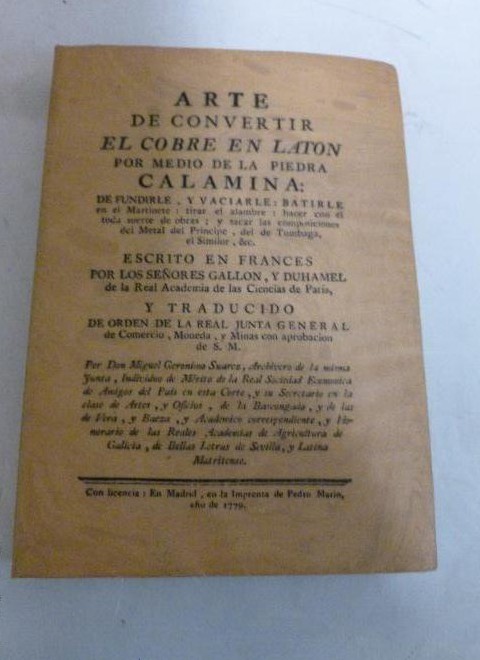 ARTE
DE CONVERTIR
EL COBRE EN LATON
POR MEDIO DE LA PIEDRA
CALAMINA:
DE FUNDIRLE, Y VACIARLE: BATIRLE
en el Martinete: tirar el alambre: hacer con él
toda suerte de obras; y sacar las composiciones
del Metal del Principe, del de Tumbaga,
el Similor, &c.
ESCRITO EN FRANCES
POR LOS SEÑORES GALLON, Y DUHAMEL
de la Real Academia de las Ciencias de París,
Y TRADUCIDO
DE ORDEN DE LA REAL JUNTA GENERAL
de Comercio, Moneda, y Minas con aprobacion
de S. M.
Por Don Miguel Geronimo Suarez, Archivero de la misma
Junta, Individuo de Mérito de la Real Sociedad Economica
de Amigos del País en esta Corte, y su Secretario en la
clase de Artes, y Oficios, de la Bascongada, y de las
de Vera, y Baeza, y Académico correspondiente, y Ho-
norario de las Reales Academias de Agricultura de
Galicia, de Bellas Letras de Sevilla, y Latina
Matritense.
Con licencia: En Madrid, en la Imprenta de Pedro Marin,
año de 1779.